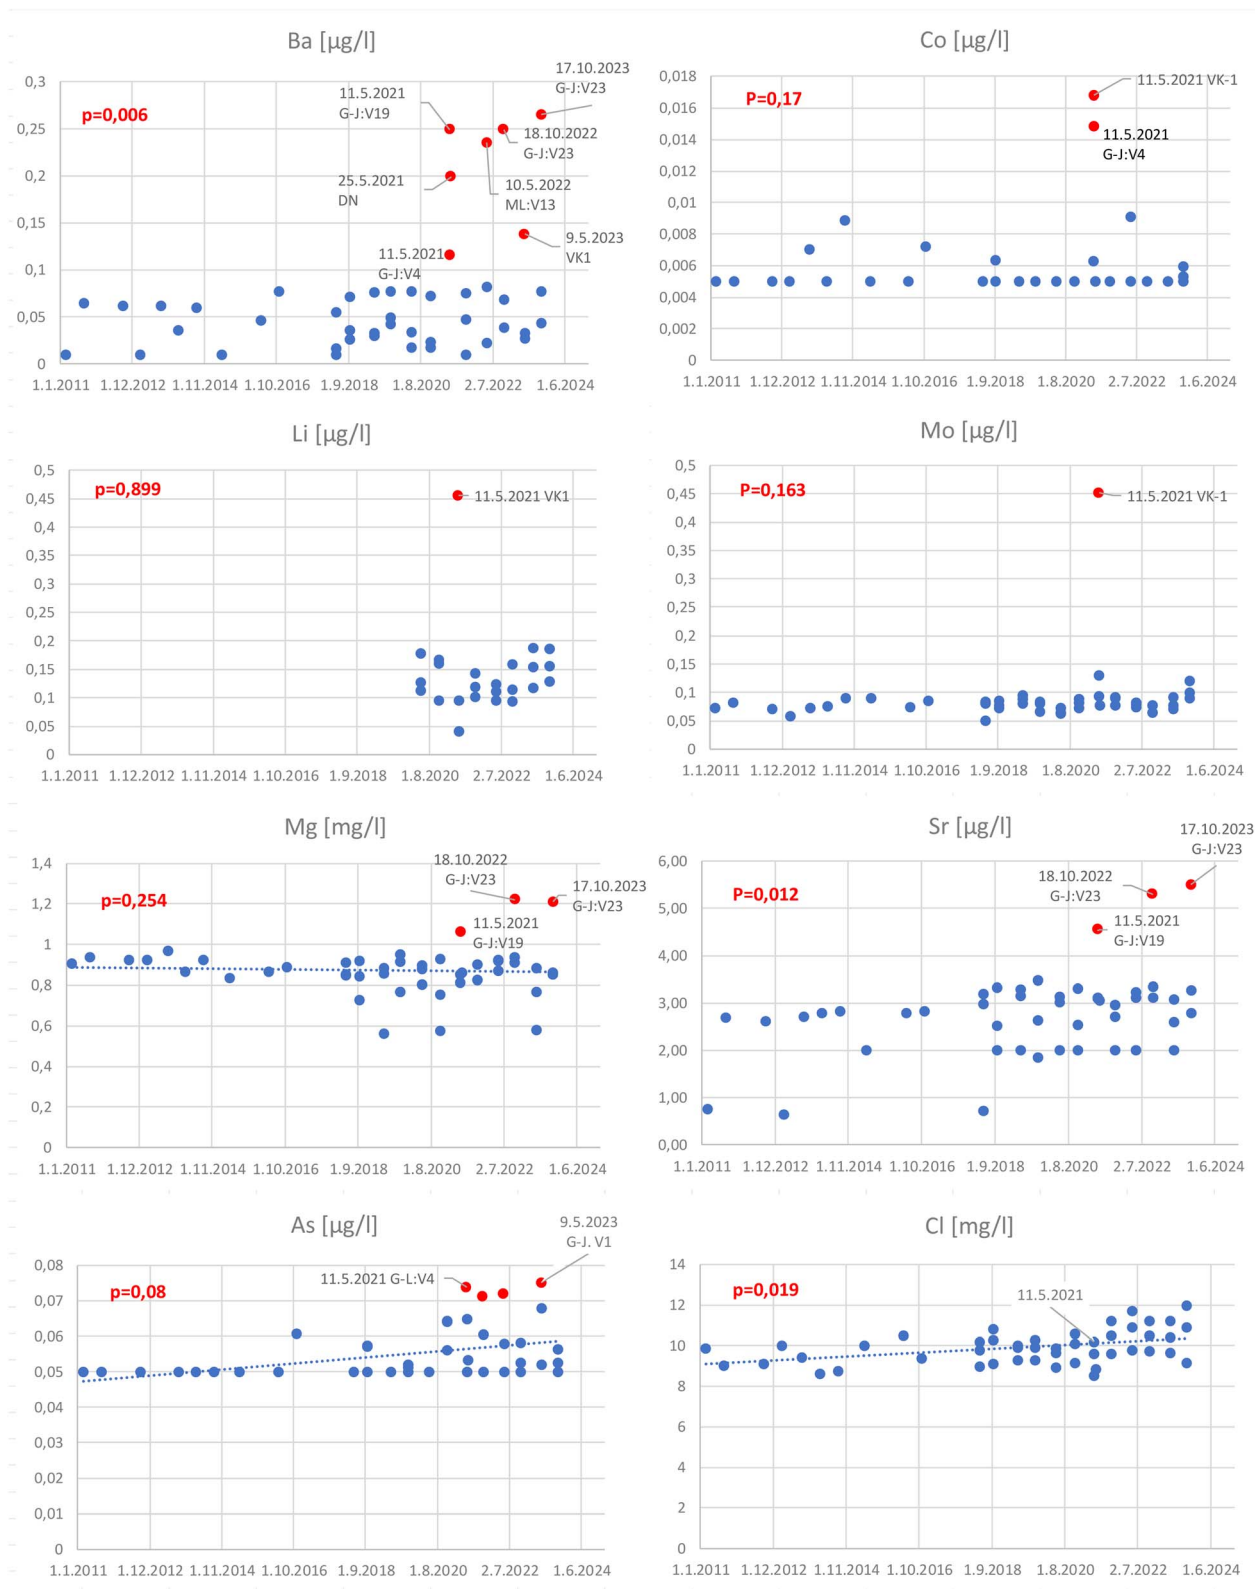 Ba [µg/l]
0,3
0,25
0,2
0,15
0,1
0,05
0
p=0,006
11.5.2021
G-J:V19
17.10.2023
G-J:V23
18.10.2022
G-J:V23
25.5.2021
DN
10.5.2022
ML:V13
11.5.2021
G-J:V4
9.5.2023
VK1
1.1.2011 1.12.2012 1.11.2014 1.10.2016 1.9.2018 1.8.2020 2.7.2022 1.6.2024
Co [µg/l]
0,018
0,016
0,014
0,012
0,01
0,008
0,006
0,004
0,002
0
P=0,17
11.5.2021 VK-1
11.5.2021
G-J:V4
1.1.2011 1.12.2012 1.11.2014 1.10.2016 1.9.2018 1.8.2020 2.7.2022 1.6.2024
Li [µg/l]
0,5
0,45
0,4
0,35
0,3
0,25
0,2
0,15
0,1
0,05
0
p=0,899
11.5.2021 VK1
1.1.2011 1.12.2012 1.11.2014 1.10.2016 1.9.2018 1.8.2020 2.7.2022 1.6.2024
Mo [µg/l]
0,5
0,45
0,4
0,35
0,3
0,25
0,2
0,15
0,1
0,05
0
P=0,163
11.5.2021 VK-1
1.1.2011 1.12.2012 1.11.2014 1.10.2016 1.9.2018 1.8.2020 2.7.2022 1.6.2024
Mg [mg/l]
1,4
1,2
1
0,8
0,6
0,4
0,2
0
p=0,254
18.10.2022
G-J:V23
17.10.2023
G-J:V23
11.5.2021
G-J:V19
1.1.2011 1.12.2012 1.11.2014 1.10.2016 1.9.2018 1.8.2020 2.7.2022 1.6.2024
Sr [µg/l]
6,00
5,00
4,00
3,00
2,00
1,00
0,00
P=0,012
17.10.2023
G-J:V23
18.10.2022
G-J:V23
11.5.2021
G-J:V19
1.1.2011 1.12.2012 1.11.2014 1.10.2016 1.9.2018 1.8.2020 2.7.2022 1.6.2024
As [µg/l]
0,08
0,07
0,06
0,05
0,04
0,03
0,02
0,01
0
p=0,08
11.5.2021 G-L:V4
9.5.2023
G-J. V1
1.1.2011 1.12.2012 1.11.2014 1.10.2016 1.9.2018 1.8.2020 2.7.2022 1.6.2024
Cl [mg/l]
14
12
10
8
6
4
2
0
p=0,019
11.5.2021
1.1.2011 1.12.2012 1.11.2014 1.10.2016 1.9.2018 1.8.2020 2.7.2022 1.6.2024